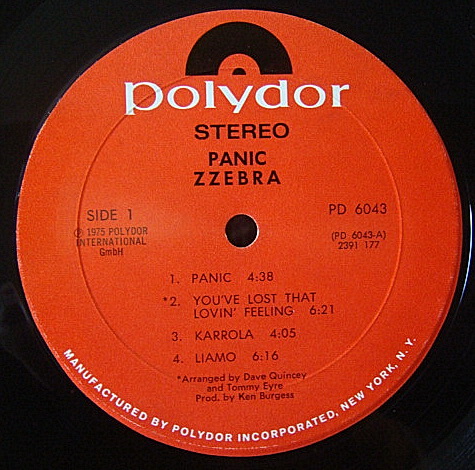 polydor
STEREO
PANIC
ZZEBRA
SIDE 1
PD 6043
℗ 1975 POLYDOR
INTERNATIONAL
GmbH
(PD 6043-A)
2391 177
1. PANIC 4:38
*2. YOU'VE LOST THAT
LOVIN' FEELING 6:21
3. KARROLA 4:05
4. LIAMO 6:16
*Arranged by Dave Quincey
and Tommy Eyre
Prod. by Ken Burgess
MANUFACTURED BY POLYDOR INCORPORATED, NEW YORK, N.Y.